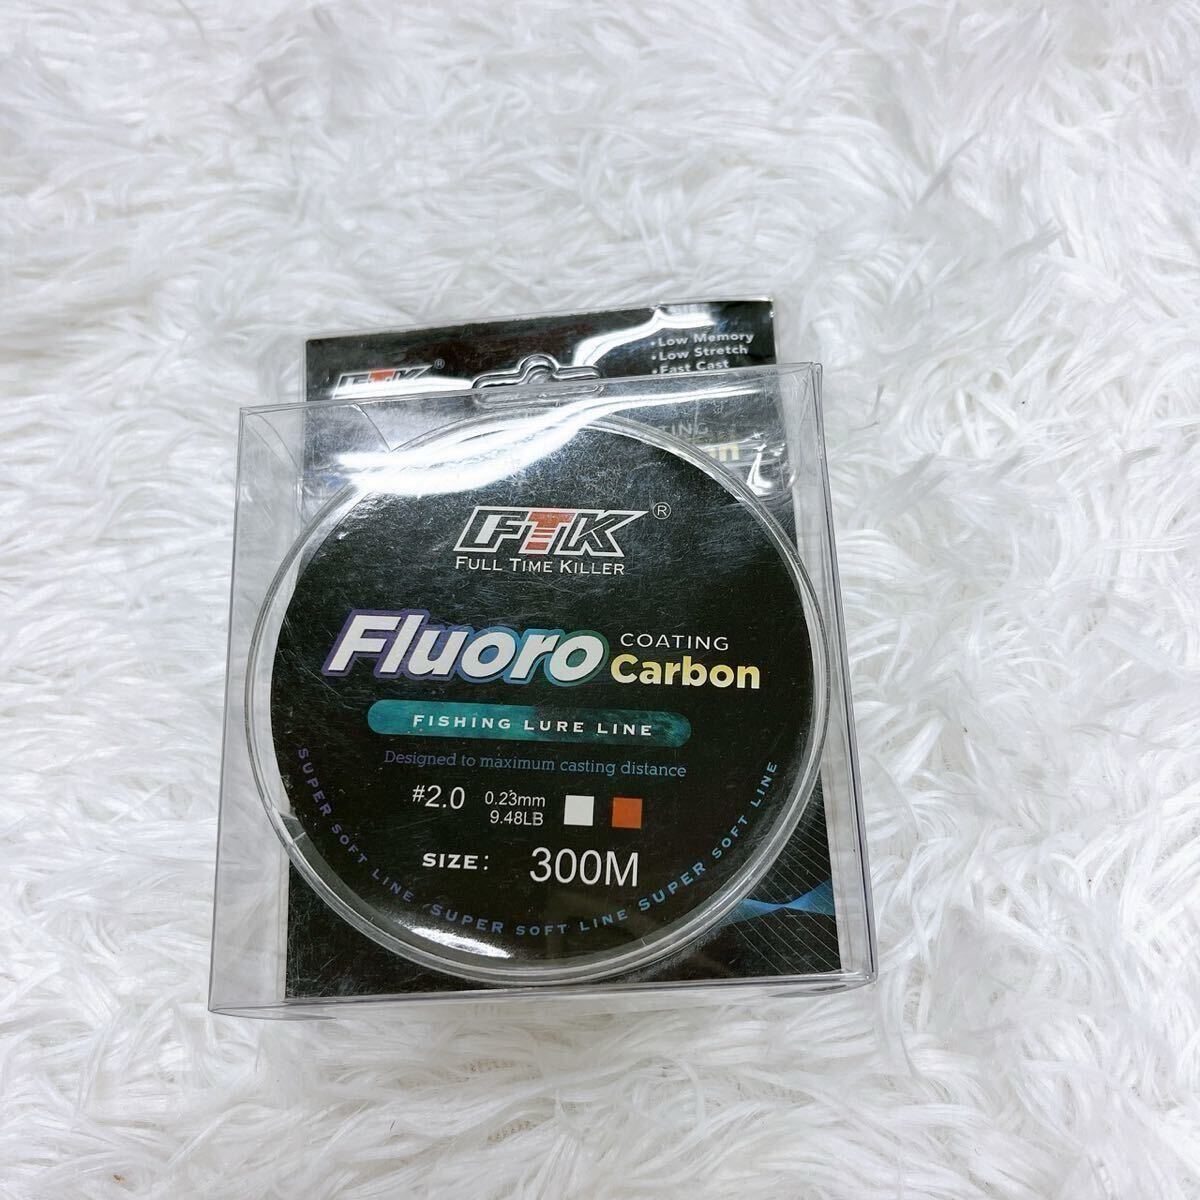 FTK®
Low Memory
Low Stretch
Fast Cast
FTK®
FULL TIME KILLER
Fluoro COATING Carbon
FISHING LURE LINE
Designed to maximum casting distance
#2.0 0.23mm
9.48LB
SIZE: 300M
SUPER SOFT LINE SUPER SOFT LINE SUPER SOFT LINE